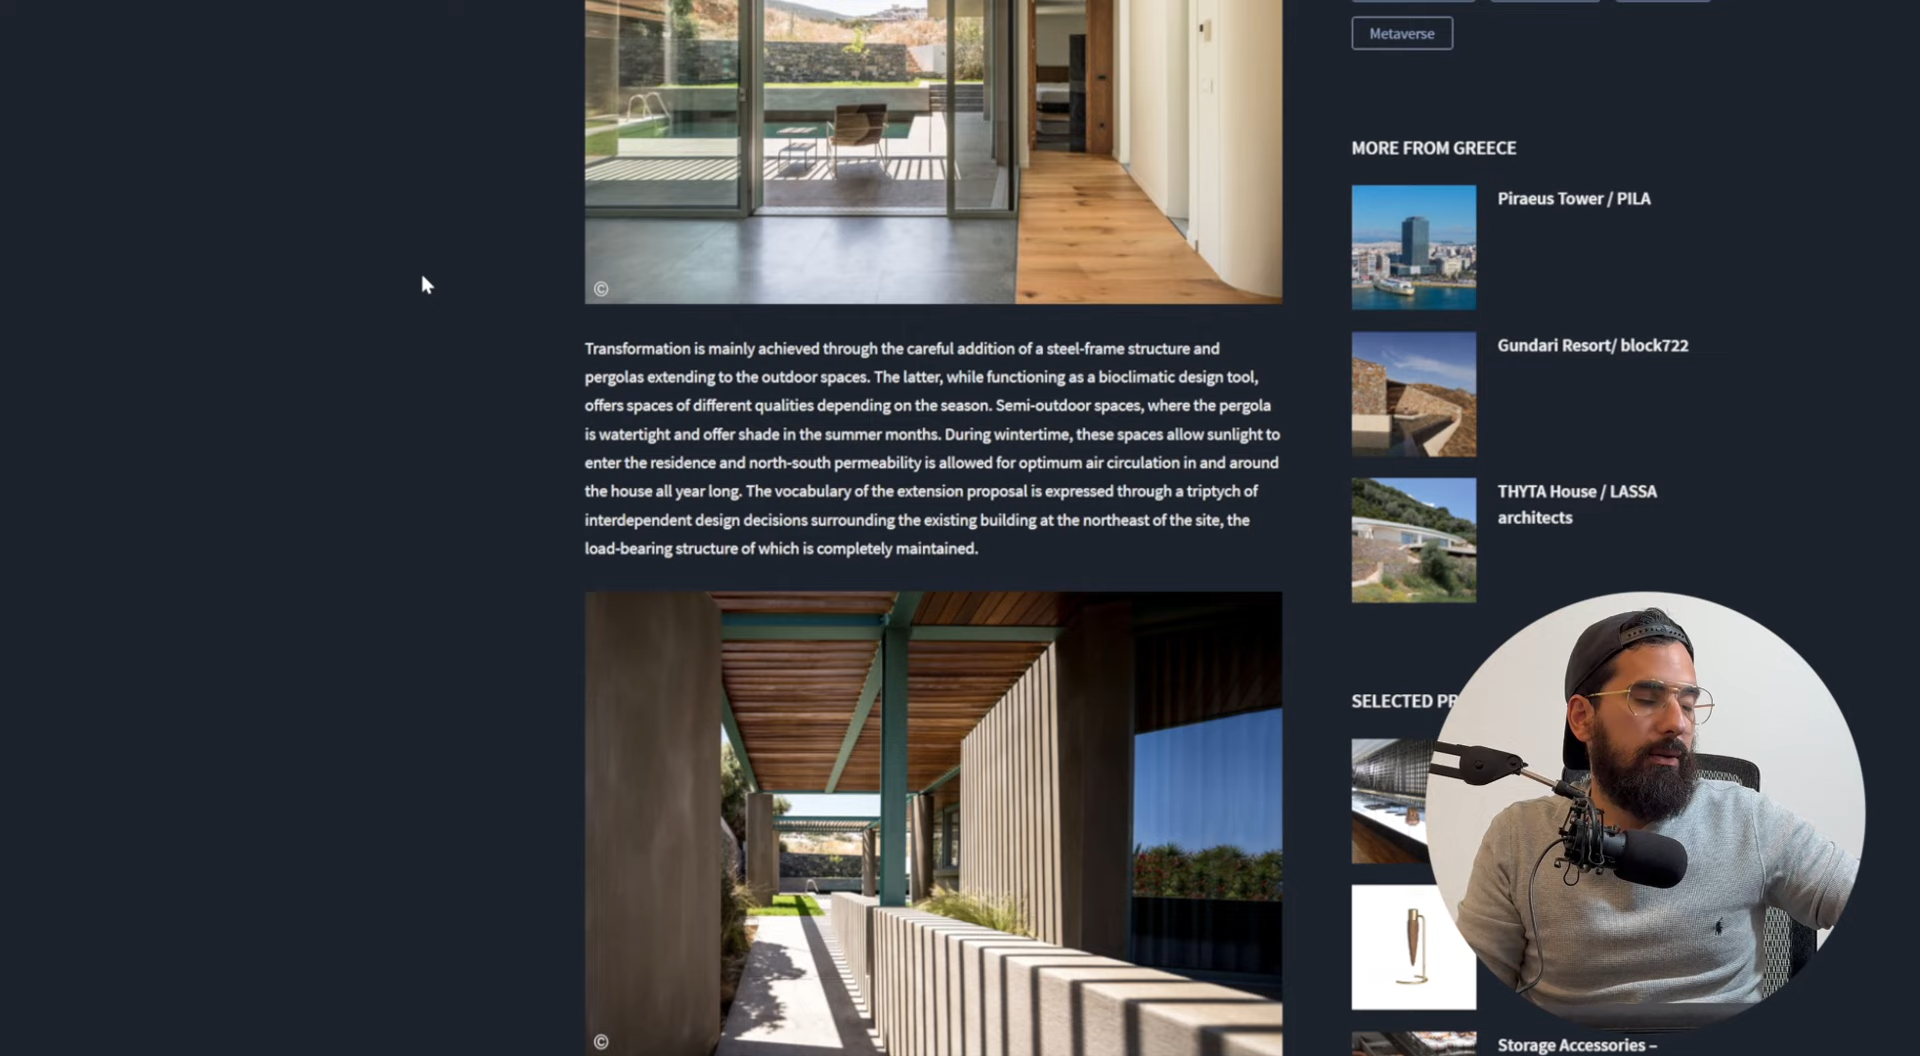 Metaverse
MORE FROM GREECE
Piraeus Tower / PILA
Gundari Resort/ block722
THYTA House / LASSA
architects
©
Transformation is mainly achieved through the careful addition of a steel-frame structure and
pergolas extending to the outdoor spaces. The latter, while functioning as a bioclimatic design tool,
offers spaces of different qualities depending on the season. Semi-outdoor spaces, where the pergola
is watertight and offer shade in the summer months. During wintertime, these spaces allow sunlight to
enter the residence and north-south permeability is allowed for optimum air circulation in and around
the house all year long. The vocabulary of the extension proposal is expressed through a triptych of
interdependent design decisions surrounding the existing building at the northeast of the site, the
load-bearing structure of which is completely maintained.
©
SELECTED PR
Storage Accessories –